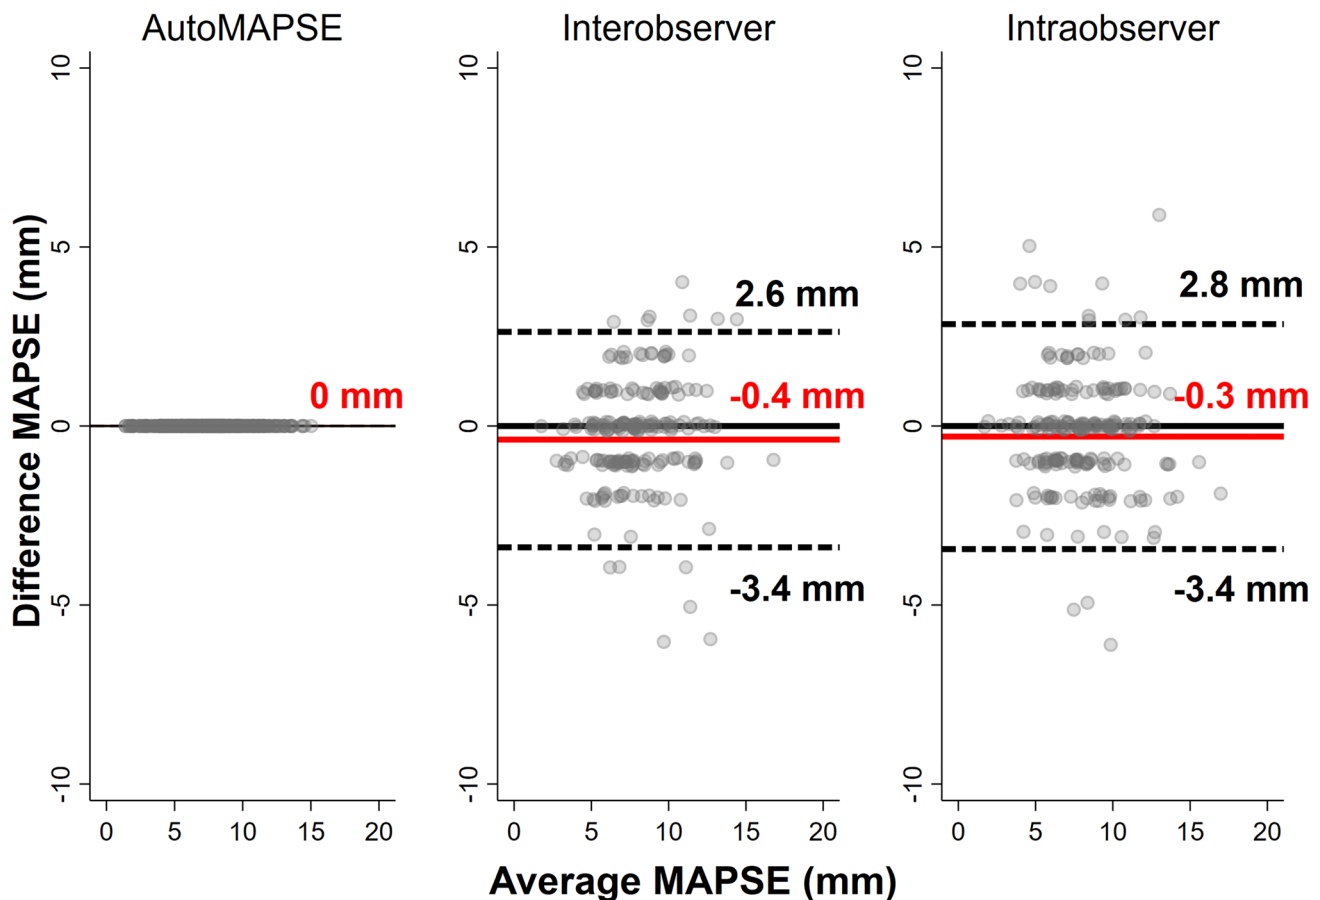 AutoMAPSE
Interobserver
Intraobserver
Difference MAPSE (mm)
10
5
0
-5
-10
0 mm
0 5 10 15 20
10
5
0
-5
-10
2.6 mm
-0.4 mm
-3.4 mm
0 5 10 15 20
10
5
0
-5
-10
2.8 mm
-0.3 mm
-3.4 mm
0 5 10 15 20
Average MAPSE (mm)